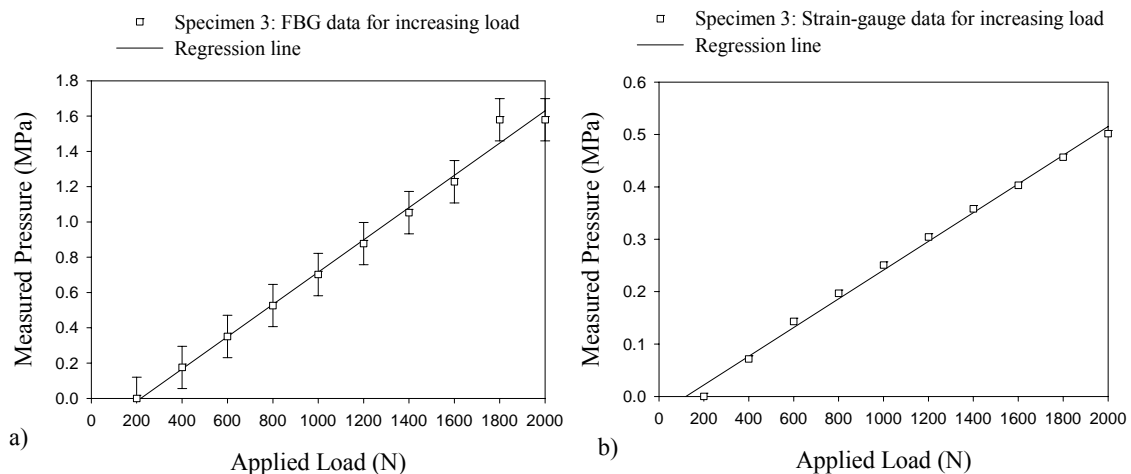 Specimen 3: FBG data for increasing load
Regression line
Measured Pressure (MPa)
1.8
1.6
1.4
1.2
1.0
0.8
0.6
0.4
0.2
0.0
0 200 400 600 800 1000 1200 1400 1600 1800 2000
Applied Load (N)
a)
Specimen 3: Strain-gauge data for increasing load
Regression line
Measured Pressure (MPa)
0.6
0.5
0.4
0.3
0.2
0.1
0.0
0 200 400 600 800 1000 1200 1400 1600 1800 2000
Applied Load (N)
b)